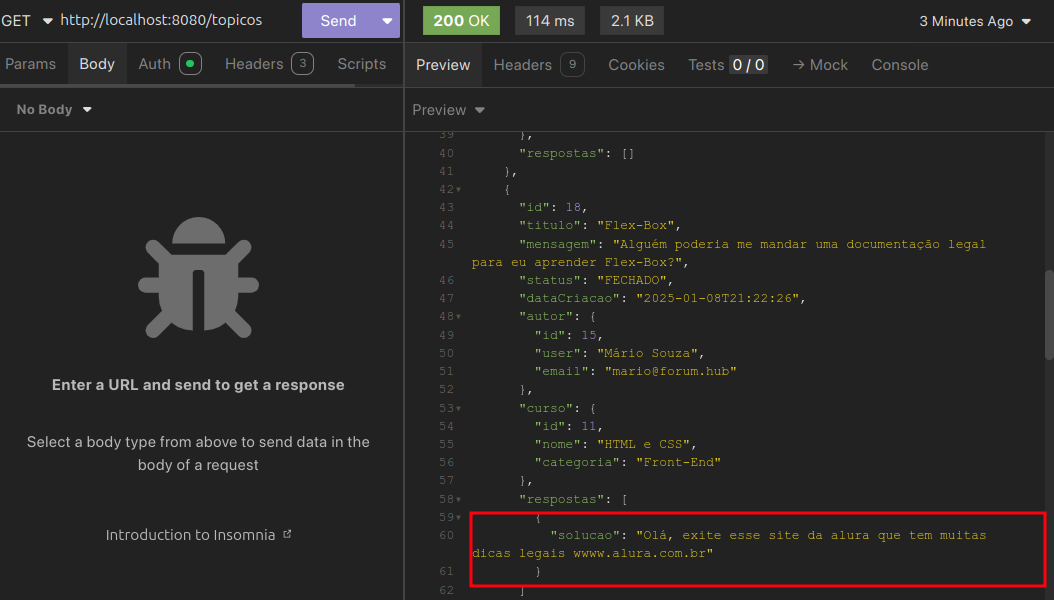 GET http://localhost:8080/topicos Send 200 OK 114 ms 2.1 KB 3 Minutes Ago
Params Body Auth Headers 3 Scripts Preview Headers 9 Cookies Tests 0 / 0 → Mock Console
No Body
Preview
Enter a URL and send to get a response
Select a body type from above to send data in the
body of a request
Introduction to Insomnia
39 },
40 "respostas": []
41 },
42 {
43 "id": 18,
44 "titulo": "Flex-Box",
45 "mensagem": "Alguém poderia me mandar uma documentação legal
para eu aprender Flex-Box?",
46 "status": "FECHADO",
47 "dataCriacao": "2025-01-08T21:22:26",
48 "autor": {
49 "id": 15,
50 "user": "Mário Souza",
51 "email": "mario@forum.hub"
52 },
53 "curso": {
54 "id": 11,
55 "nome": "HTML e CSS",
56 "categoria": "Front-End"
57 },
58 "respostas": [
59 {
60 "solucao": "Olá, exite esse site da alura que tem muitas
dicas legais wwww.alura.com.br"
61 }
62 ]